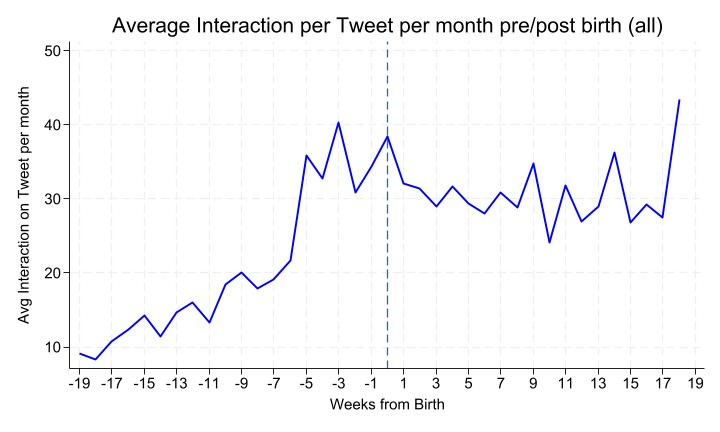 Average Interaction per Tweet per month pre/post birth (all)
Avg Interaction on Tweet per month
50
40
30
20
10
-19 -17 -15 -13 -11 -9 -7 -5 -3 -1 1 3 5 7 9 11 13 15 17 19
Weeks from Birth